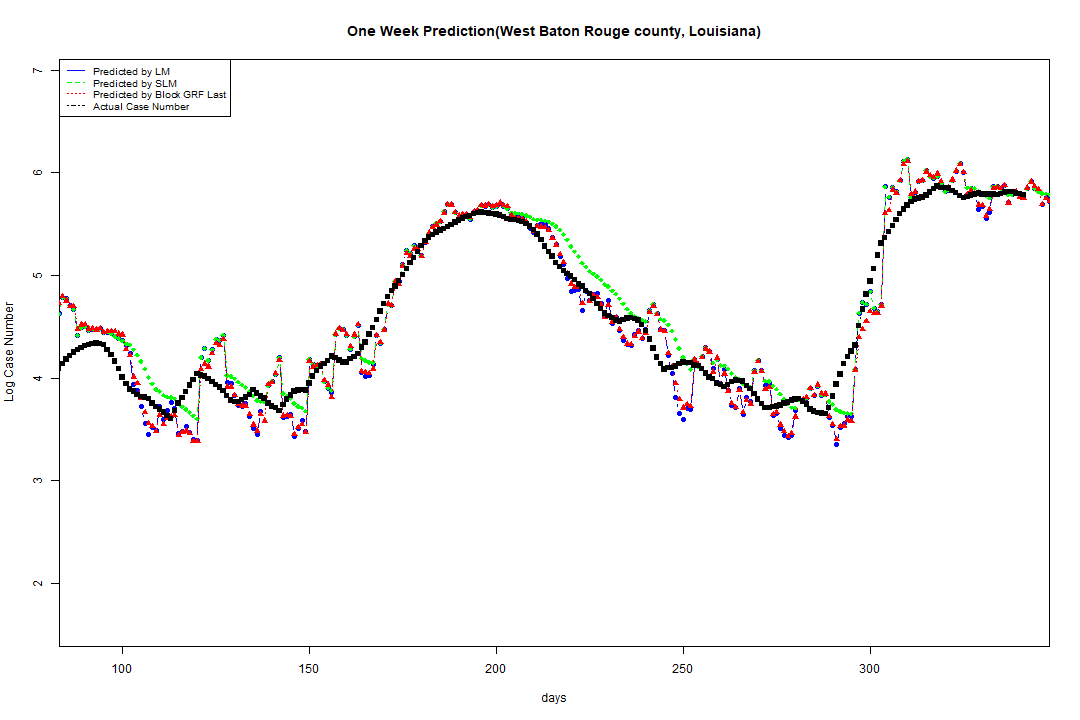 One Week Prediction(West Baton Rouge county, Louisiana)
Predicted by LM
Predicted by SLM
Predicted by Block GRF Last
Actual Case Number
7
6
5
4
3
2
Log Case Number
100 150 200 250 300
days